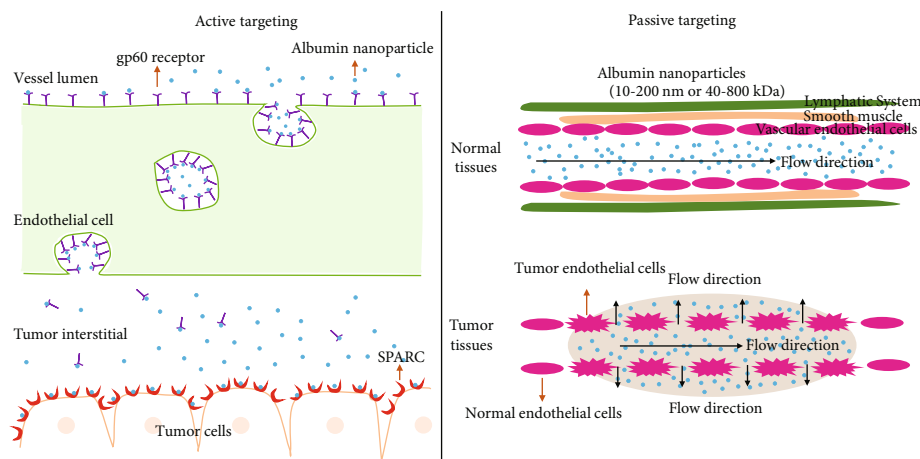 Active targeting
gp60 receptor
Albumin nanoparticle
Vessel lumen
Endothelial cell
Tumor interstitial
SPARC
Tumor cells
Passive targeting
Albumin nanoparticles
(10-200 nm or 40-800 kDa)
Lymphatic System
Smooth muscle
Vascular endothelial cells
Normal
tissues
Flow direction
Tumor endothelial cells
Flow direction
Tumor
tissues
Flow direction
Normal endothelial cells
Flow direction